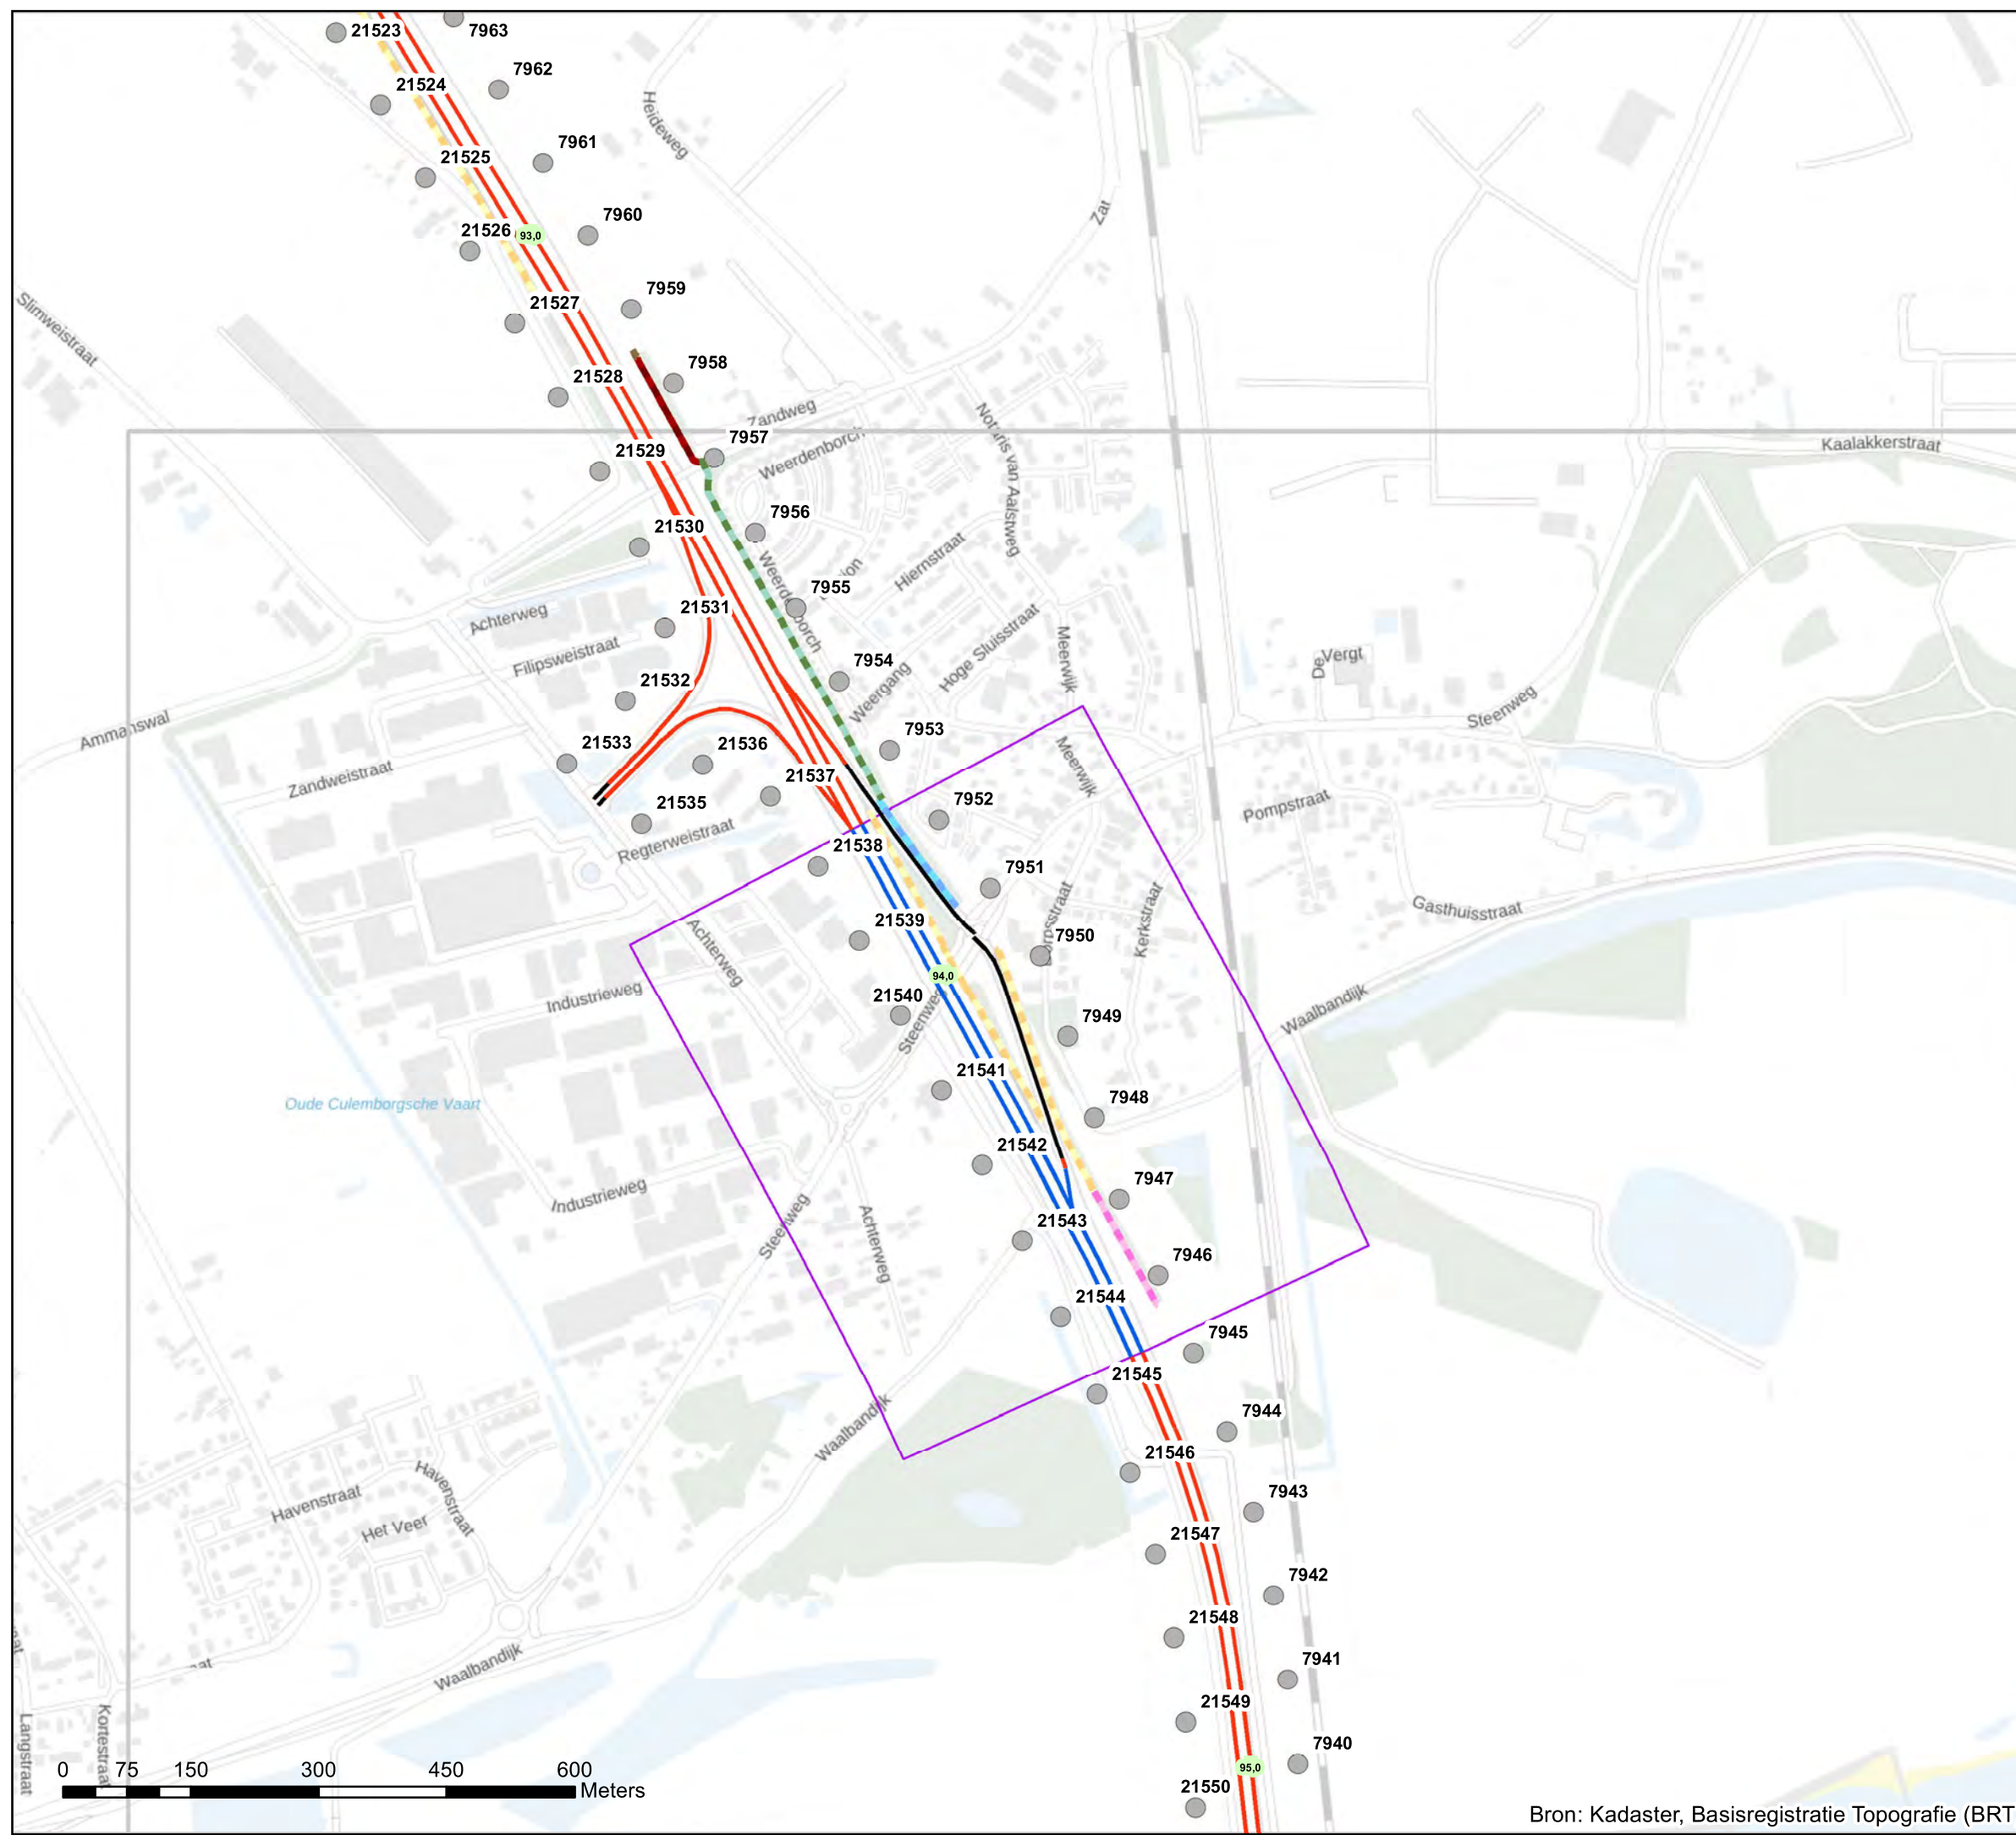 21523
7963
21524
7962
Heideweg
21525
7961
21526
93,0
7960
Zat
Slimweistraat
21527
7959
21528
7958
Zandweg
Notaris van Aalstweg
21529
7957
Weerdenborch
Kaalakkerstraat
21530
7956
Hiernstraat
Weerdenborch
7955
21531
Achterweg
Filipsweistraat
Hoge Sluisstraat
Meerwijk
De Vergt
21532
7954
Weergang
Steenweg
Ammanswal
21533
21536
7953
Meerwijk
Zandweistraat
21537
21535
7952
Pompstraat
Regterweistraat
21538
7951
Gasthuisstraat
Achterweg
21539
Kerkstraat
7950
94,0
Industrieweg
21540
Steenweg
7949
Waalbandijk
21541
Oude Culemborgsche Vaart
7948
21542
Industrieweg
7947
Steenweg
Achterweg
21543
7946
21544
7945
21545
Waalbandijk
7944
21546
Havenstraat
Havenstraat
Het Veer
7943
21547
7942
21548
Waalbandijk
7941
21549
Langstraat
Kortestraat
7940
95,0
21550
0 75 150 300 450 600
Meters
Bron: Kadaster, Basisregistratie Topografie (BRT